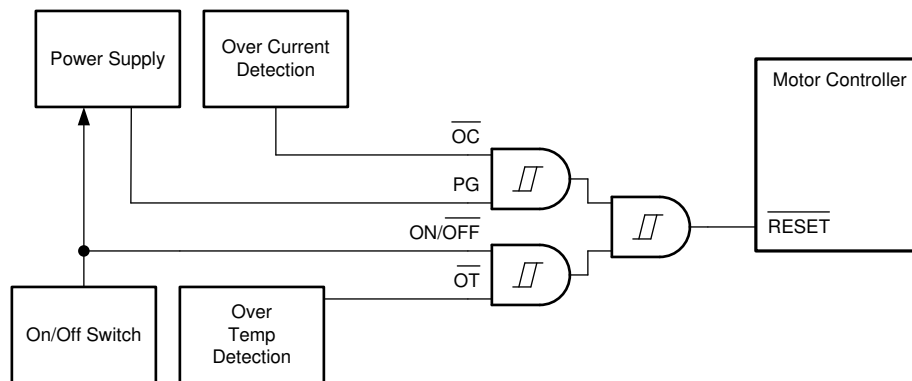 Power Supply
Over Current
Detection
Motor Controller
OC
PG
RESET
ON/OFF
OT
On/Off Switch
Over
Temp
Detection